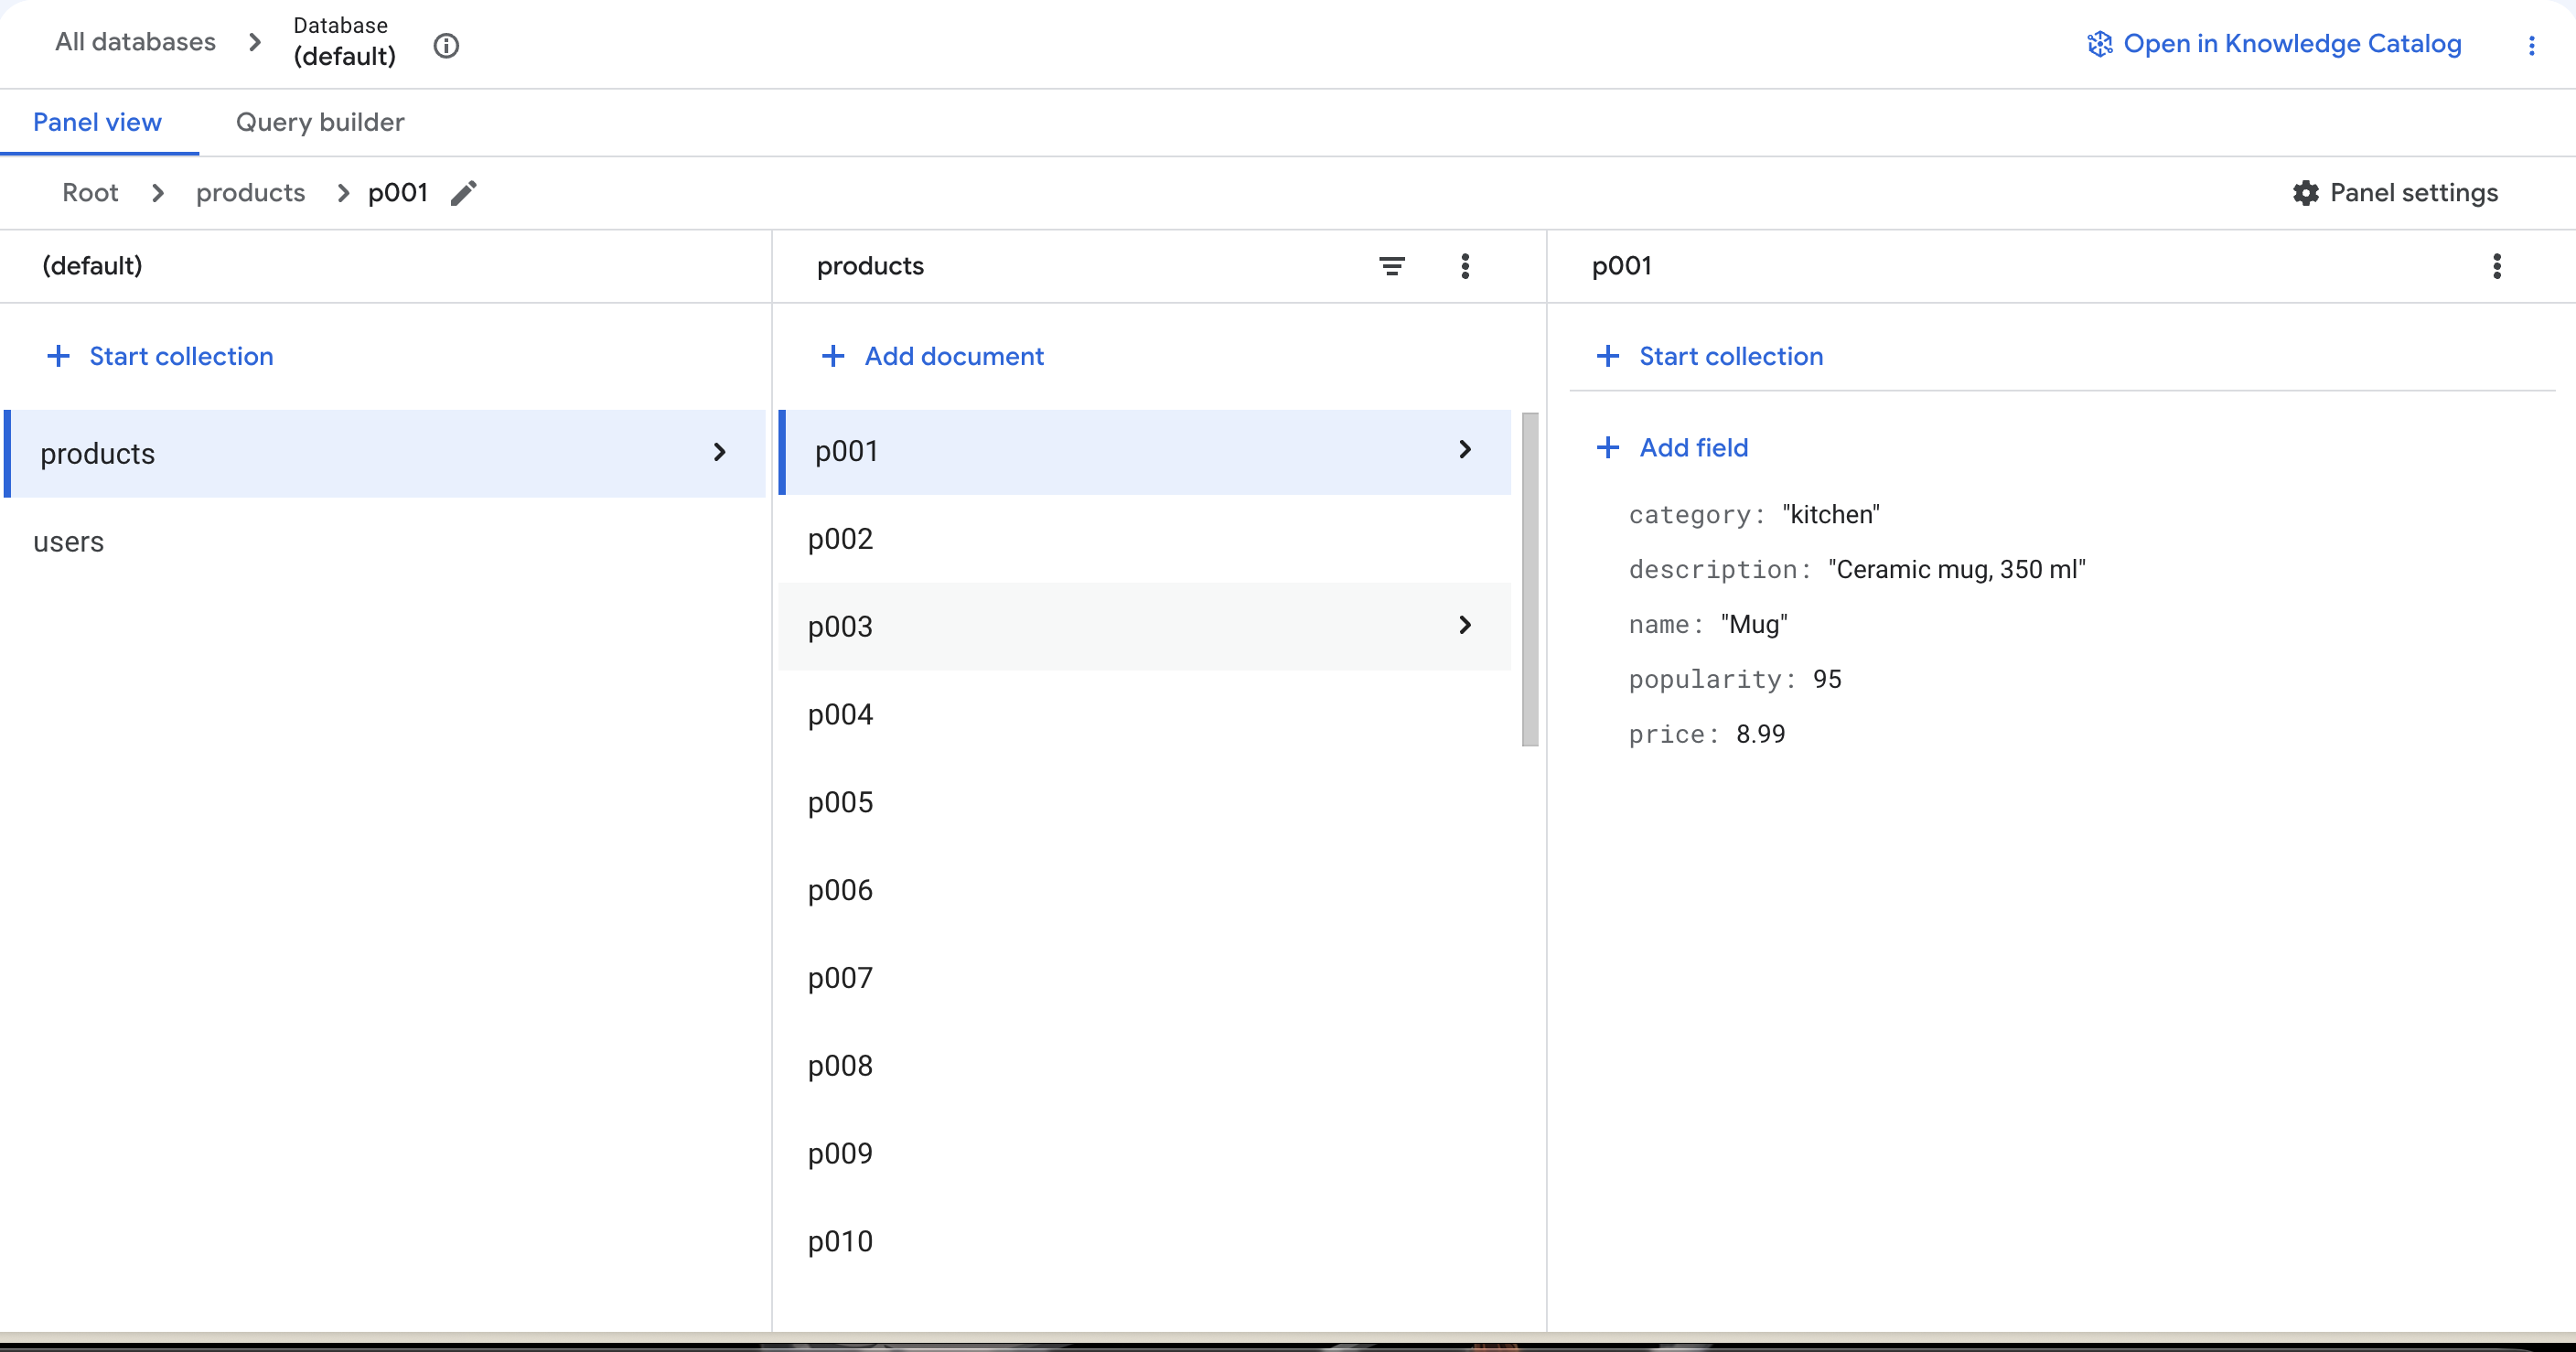 All databases
Database
(default)
Open in Knowledge Catalog
Panel view
Query builder
Root
products
p001
Panel settings
(default)
products
p001
Start collection
Add document
Start collection
products
users
p001
p002
p003
p004
p005
p006
p007
p008
p009
p010
Add field
category: "kitchen"
description: "Ceramic mug, 350 ml"
name: "Mug"
popularity: 95
price: 8.99